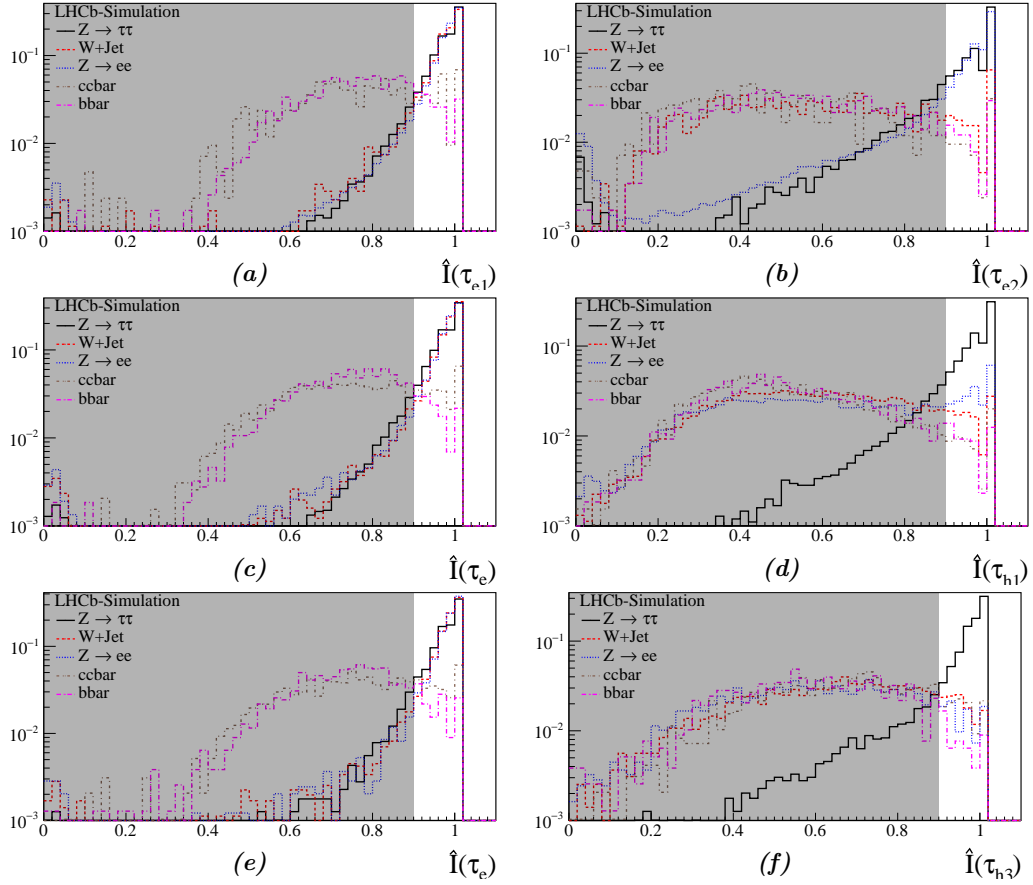 LHCb-Simulation
Z → ττ
W+Jet
Z → ee
ccbar
bbar
10⁻¹
10⁻²
10⁻³
0 0.2 0.4 0.6 0.8 1
(a) Î(τ_e1)
LHCb-Simulation
Z → ττ
W+Jet
Z → ee
ccbar
bbar
10⁻¹
10⁻²
10⁻³
0 0.2 0.4 0.6 0.8 1
(b) Î(τ_e2)
LHCb-Simulation
Z → ττ
W+Jet
Z → ee
ccbar
bbar
10⁻¹
10⁻²
10⁻³
0 0.2 0.4 0.6 0.8 1
(c) Î(τ_e)
LHCb-Simulation
Z → ττ
W+Jet
Z → ee
ccbar
bbar
10⁻¹
10⁻²
10⁻³
0 0.2 0.4 0.6 0.8 1
(d) Î(τ_h1)
LHCb-Simulation
Z → ττ
W+Jet
Z → ee
ccbar
bbar
10⁻¹
10⁻²
10⁻³
0 0.2 0.4 0.6 0.8 1
(e) Î(τ_e)
LHCb-Simulation
Z → ττ
W+Jet
Z → ee
ccbar
bbar
10⁻¹
10⁻²
10⁻³
0 0.2 0.4 0.6 0.8 1
(f) Î(τ_h3)